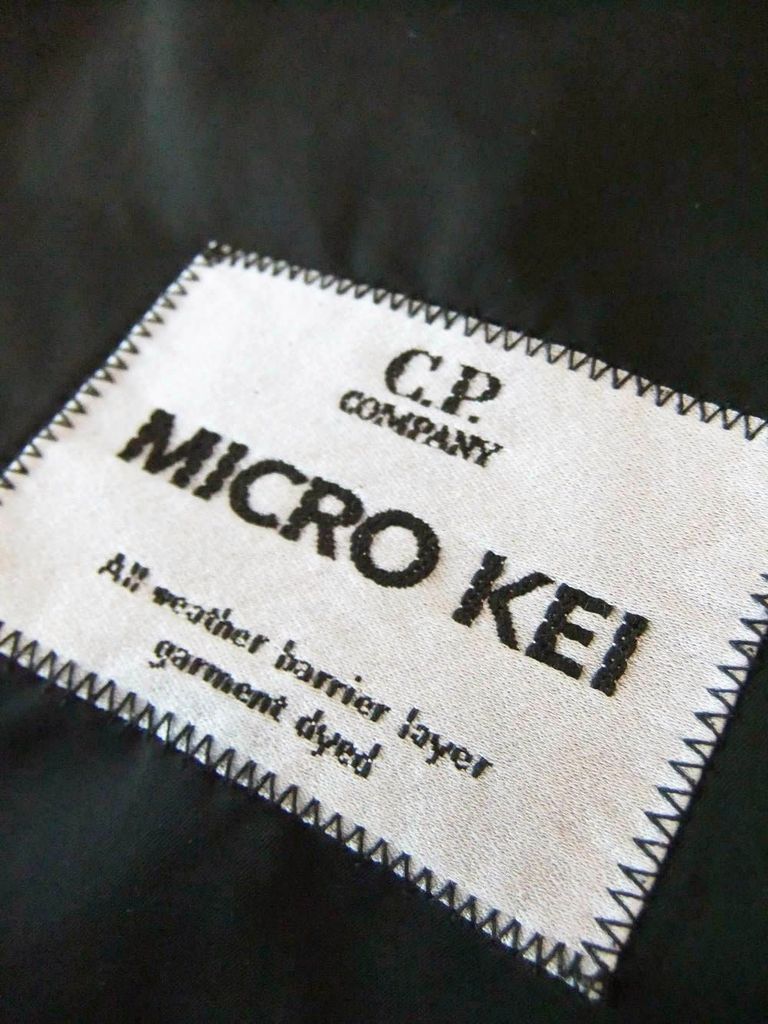 C.P.
COMPANY
MICRO KEI
All weather barrier layer
garment dyed